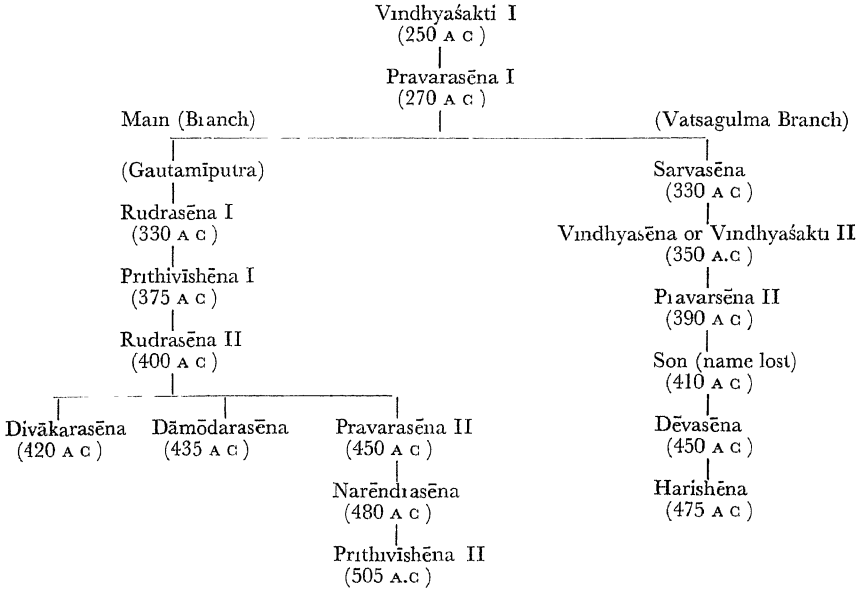 Vindhyaśakti I
(250 A C)
Pravarasēna I
(270 A C)
Main (Branch)
(Vatsagulma Branch)
(Gautamīputra)
Sarvasēna
(330 A C)
Rudrasēna I
(330 A C)
Vindhyasēna or Vindhyaśakti II
(350 A.C)
Prithivīshēna I
(375 A C)
Pravarsēna II
(390 A C)
Rudrasēna II
(400 A C)
Son (name lost)
(410 A C)
Divākarasēna
(420 A C)
Dāmōdarasēna
(435 A C)
Pravarasēna II
(450 A C)
Dēvasēna
(450 A C)
Narēndrasēna
(480 A C)
Harishēna
(475 A C)
Prithivīshēna II
(505 A.C)